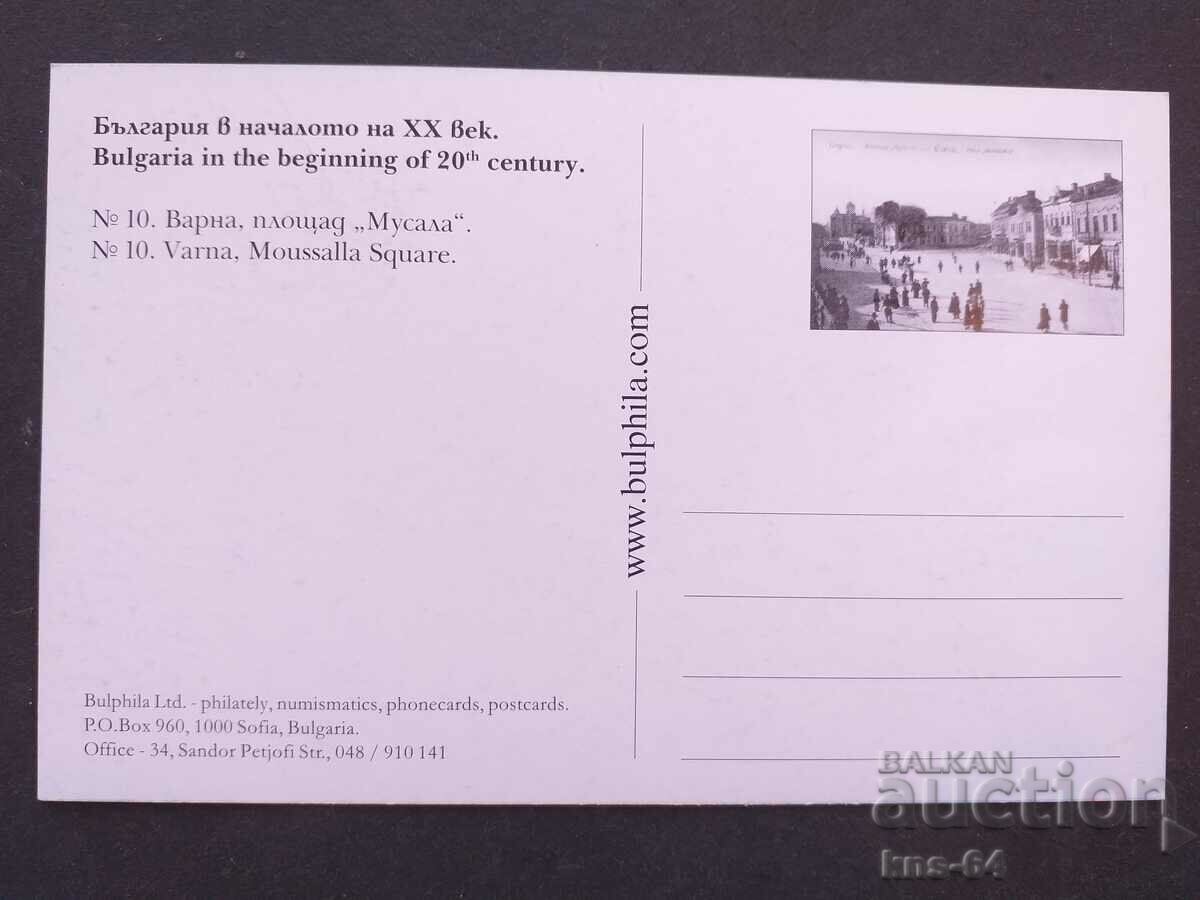 България в началото на XX век.
Bulgaria in the beginning of 20th century.
№ 10. Варна, площад „Мусала“.
№ 10. Varna, Moussalla Square.
www.bulphila.com
Bulphila Ltd. - philately, numismatics, phonecards, postcards.
P.O.Box 960, 1000 Sofia, Bulgaria.
Office - 34, Sandor Petjofi Str., 048 / 910 141
BALKAN
auction
kns-64